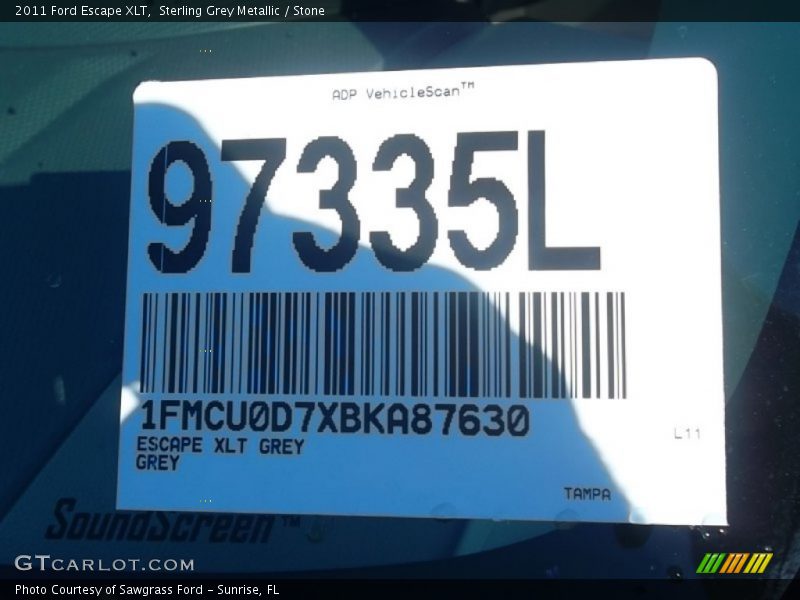 2011 Ford Escape XLT,  Sterling Grey Metallic / Stone
ADP VehicleScan™
97335L
1FMCU0D7XBKA87630
ESCAPE XLT GREY
GREY
L11
TAMPA
SoundScreen™
GTCARLOT.COM
Photo Courtesy of Sawgrass Ford - Sunrise, FL